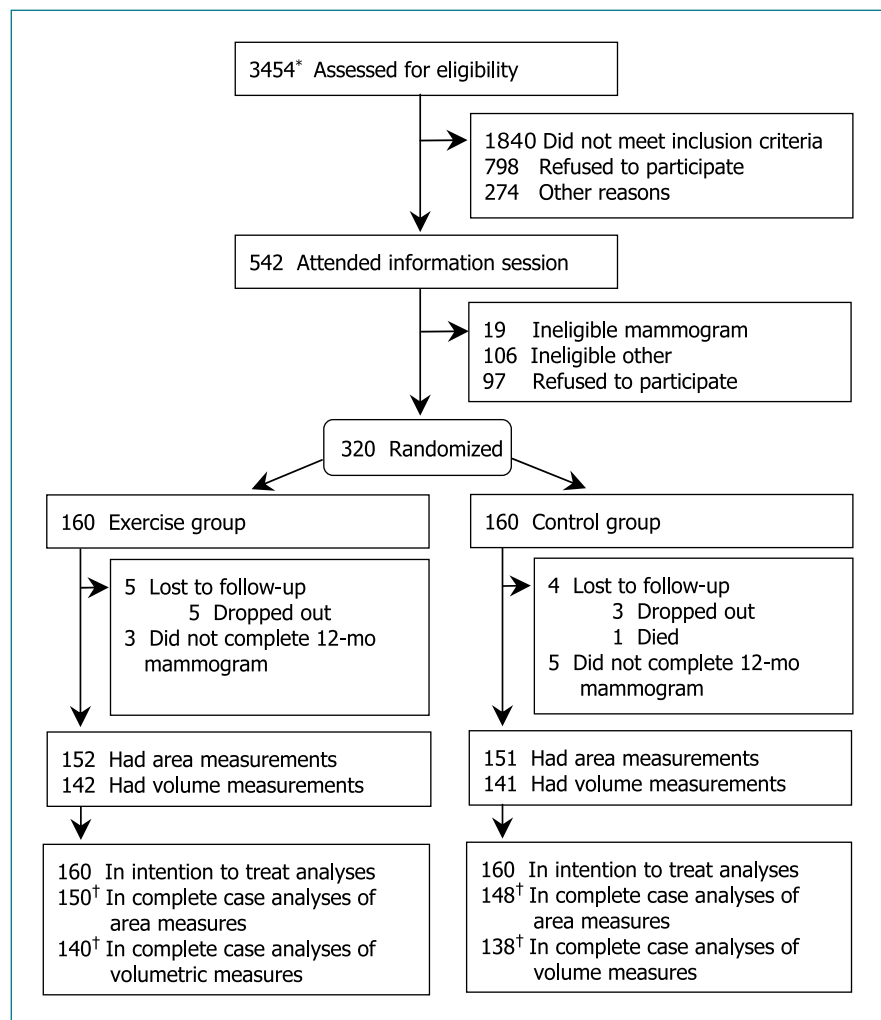 3454* Assessed for eligibility
1840 Did not meet inclusion criteria
798 Refused to participate
274 Other reasons
542 Attended information session
19 Ineligible mammogram
106 Ineligible other
97 Refused to participate
320 Randomized
160 Exercise group
5 Lost to follow-up
5 Dropped out
3 Did not complete 12-mo
mammogram
152 Had area measurements
142 Had volume measurements
160 In intention to treat analyses
150† In complete case analyses of
area measures
140† In complete case analyses of
volumetric measures
160 Control group
4 Lost to follow-up
3 Dropped out
1 Died
5 Did not complete 12-mo
mammogram
151 Had area measurements
141 Had volume measurements
160 In intention to treat analyses
148† In complete case analyses of
area measures
138† In complete case analyses of
volume measures